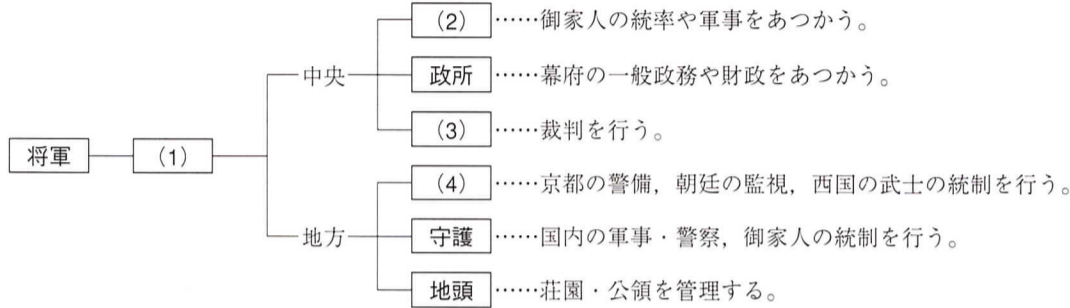 (2)……御家人の統率や軍事をあつかう。
中央
政所……幕府の一般政務や財政をあつかう。
(3)……裁判を行う。
将軍
(1)
(4)……京都の警備，朝廷の監視，西国の武士の統制を行う。
地方
守護……国内の軍事・警察，御家人の統制を行う。
地頭……荘園・公領を管理する。